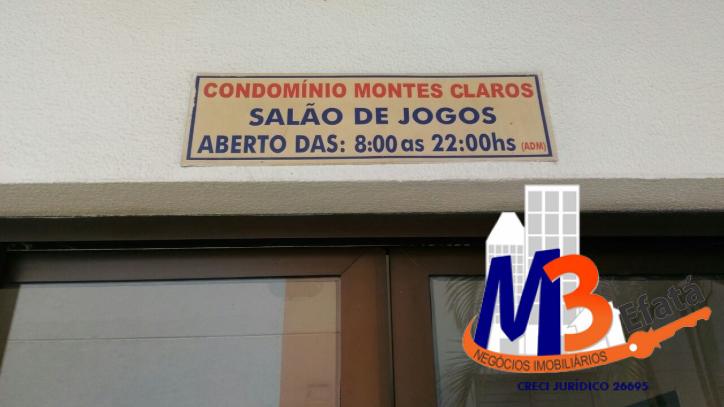 CONDOMÍNIO MONTES CLAROS
SALÃO DE JOGOS
ABERTO DAS: 8:00 as 22:00hs (ADM)
M3
Efatá
NEGÓCIOS IMOBILIÁRIOS
CRECI JURÍDICO 26695